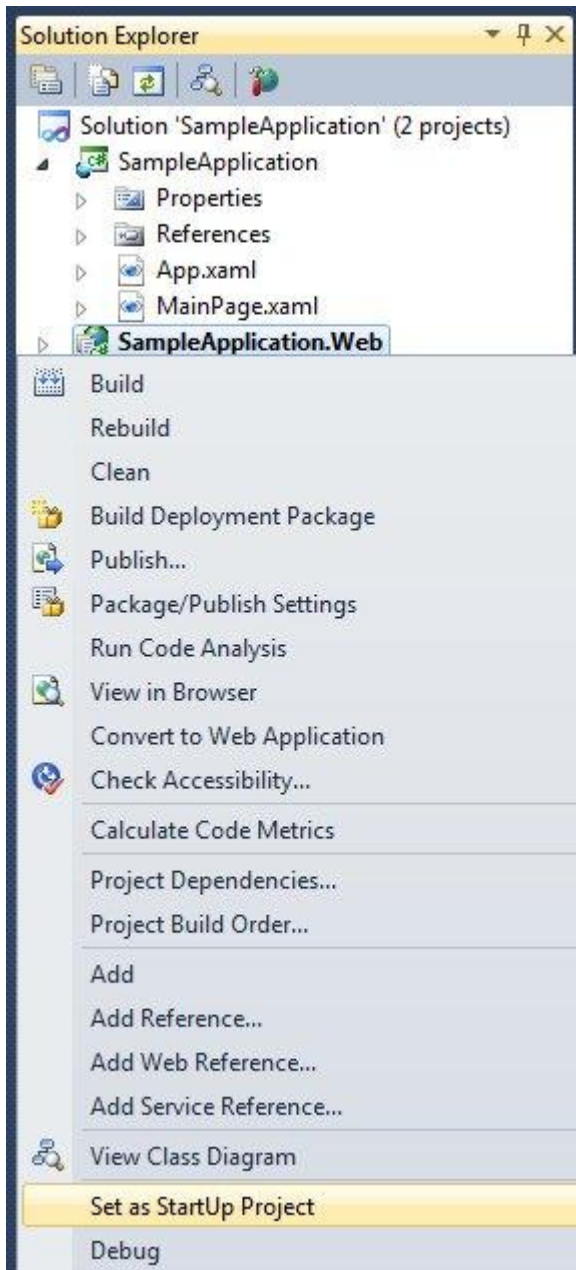 Solution Explorer
Solution 'SampleApplication' (2 projects)
SampleApplication
Properties
References
App.xaml
MainPage.xaml
SampleApplication.Web
Build
Rebuild
Clean
Build Deployment Package
Publish...
Package/Publish Settings
Run Code Analysis
View in Browser
Convert to Web Application
Check Accessibility...
Calculate Code Metrics
Project Dependencies...
Project Build Order...
Add
Add Reference...
Add Web Reference...
Add Service Reference...
View Class Diagram
Set as StartUp Project
Debug